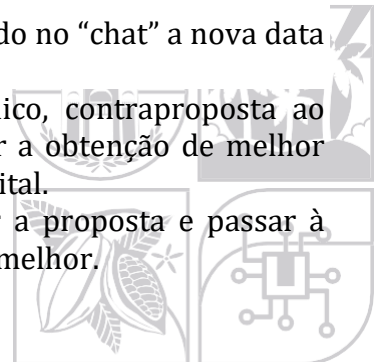 do no “chat” a nova data
ico, contraproposta ao
r a obtenção de melhor
ital.
r a proposta e passar à
melhor.